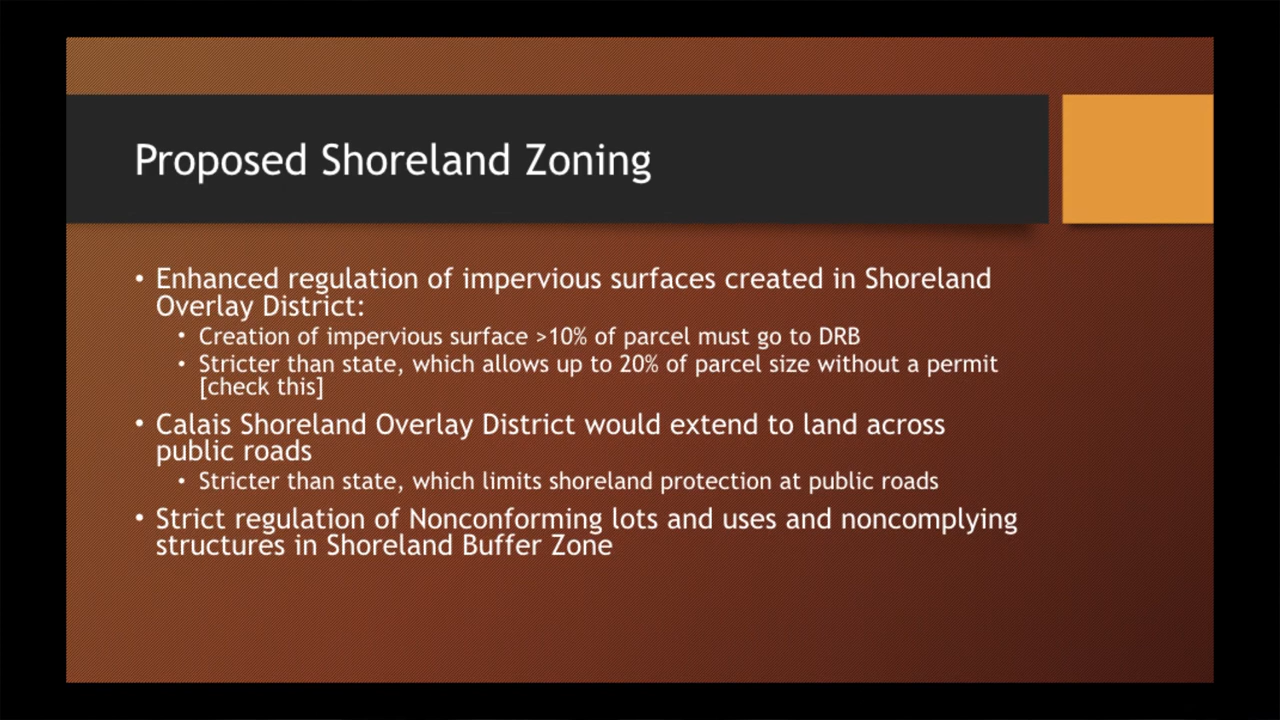 Proposed Shoreland Zoning
• Enhanced regulation of impervious surfaces created in Shoreland
Overlay District:
• Creation of impervious surface >10% of parcel must go to DRB
• Stricter than state, which allows up to 20% of parcel size without a permit
[check this]
• Calais Shoreland Overlay District would extend to land across
public roads
• Stricter than state, which limits shoreland protection at public roads
• Strict regulation of Nonconforming lots and uses and noncomplying
structures in Shoreland Buffer Zone